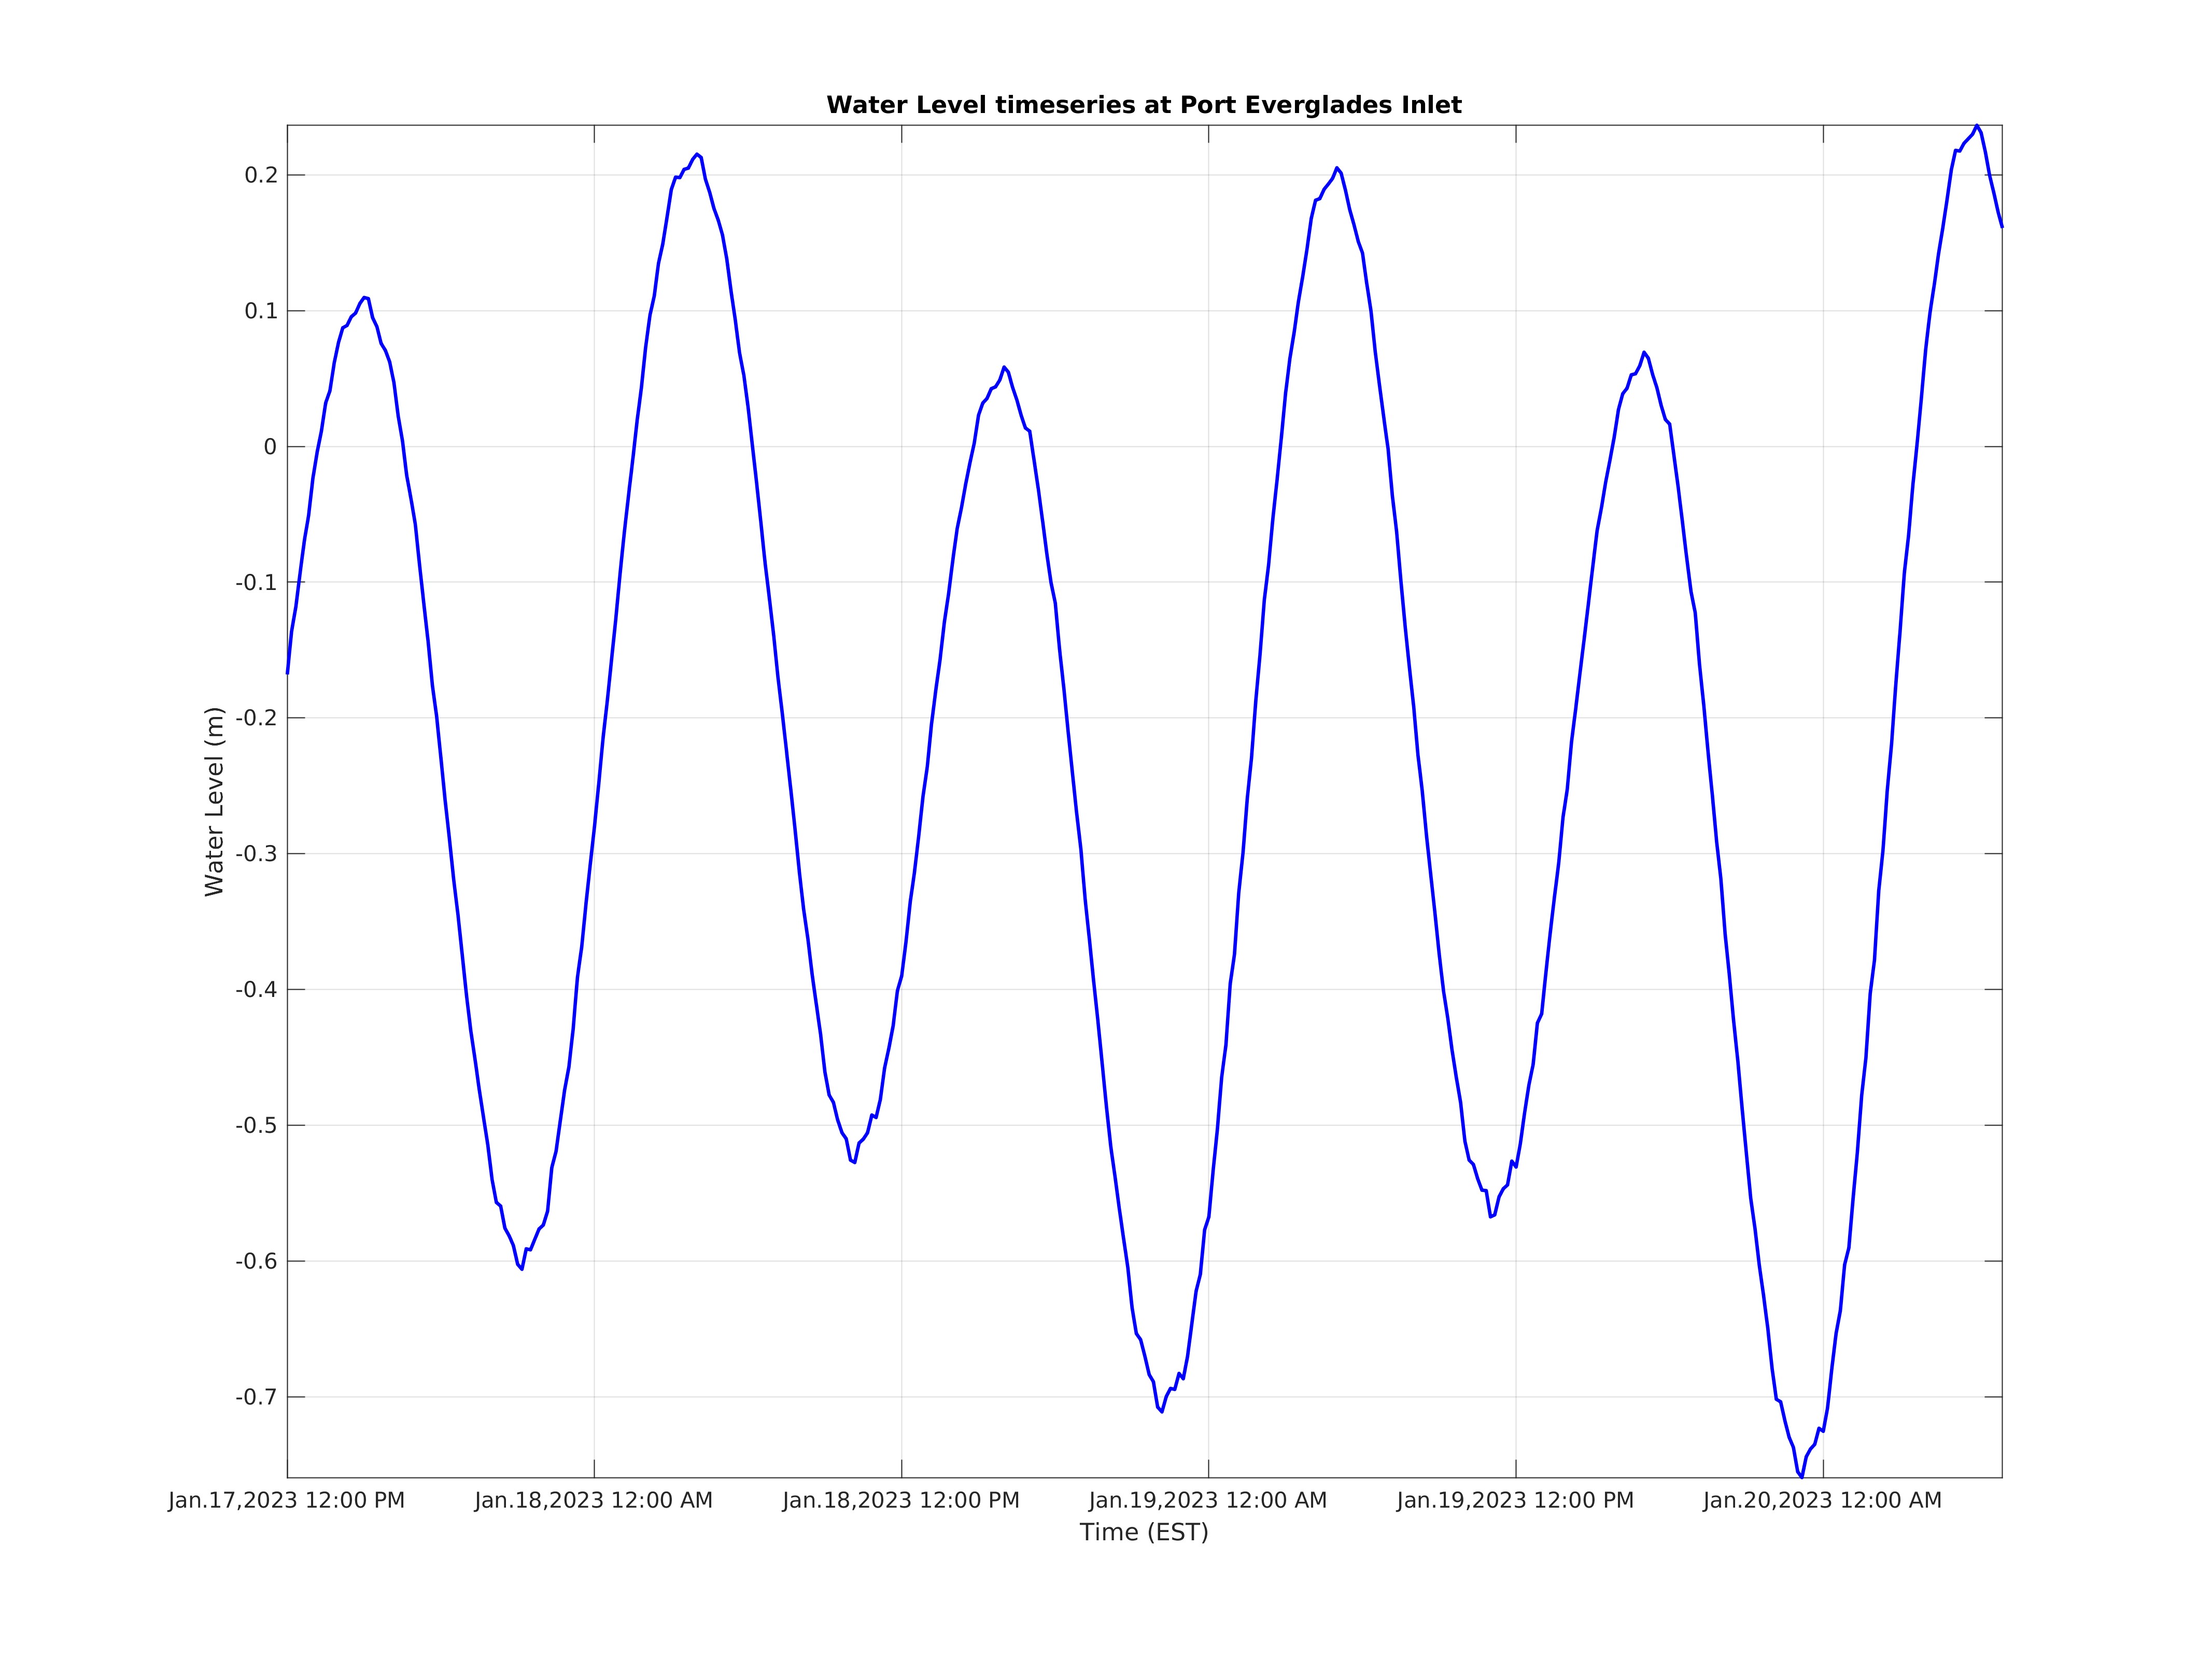 Water Level timeseries at Port Everglades Inlet
0.2
0.1
0
-0.1
-0.2
-0.3
-0.4
-0.5
-0.6
-0.7
Water Level (m)
Jan.17,2023 12:00 PM Jan.18,2023 12:00 AM Jan.18,2023 12:00 PM Jan.19,2023 12:00 AM Jan.19,2023 12:00 PM Jan.20,2023 12:00 AM
Time (EST)